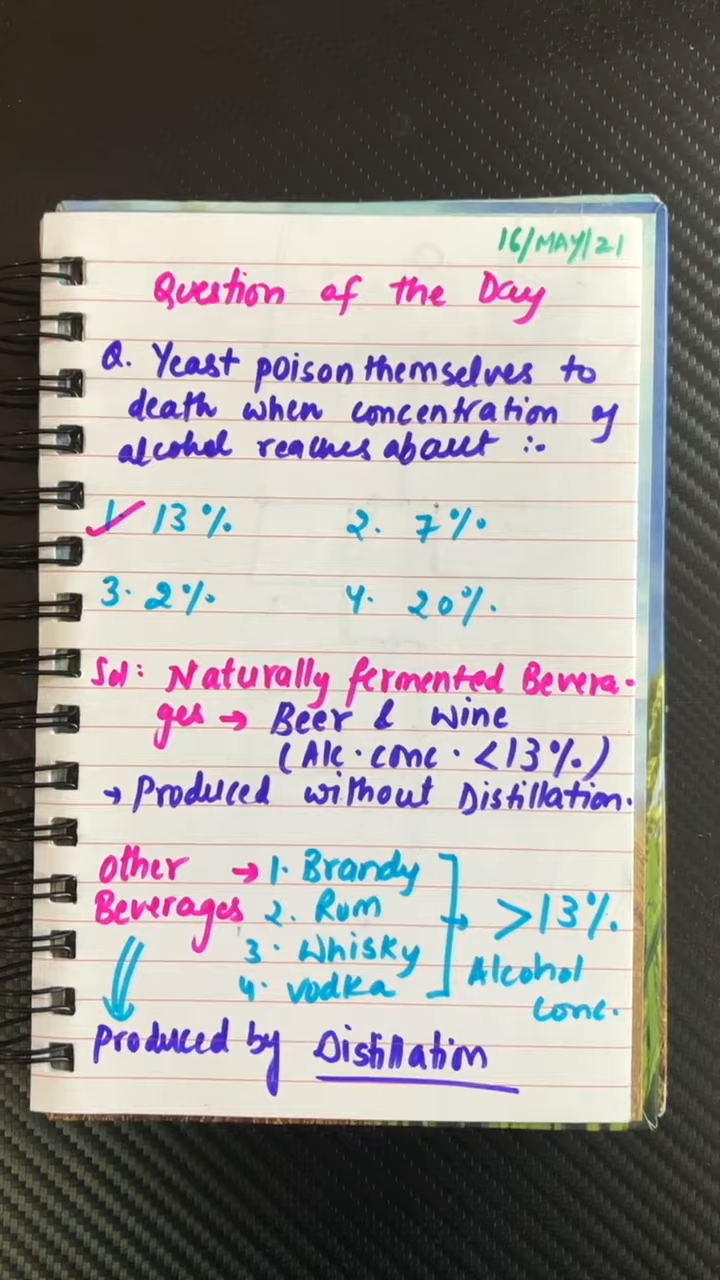 16/MAY/21
Question of the Day
Q. Yeast poison themselves to
death when concentration of
alcohol reaches about :-
1 13% 2. 7%
3. 2% 4. 20%
Sol: Naturally fermented Bevera-
ges → Beer & wine
(Alc. conc. <13%)
→ Produced without Distillation.
Other → 1. Brandy
Beverages 2. Rum → >13%
3. Whisky Alcohol
4. Vodka conc.
Produced by Distillation